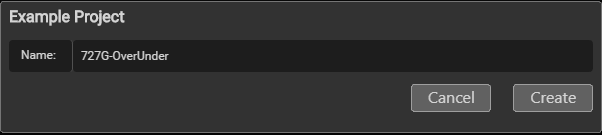 Example Project
Name: 727G-OverUnder
Cancel Create